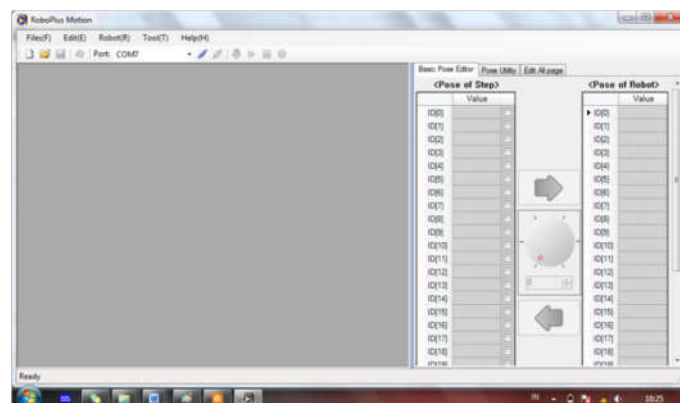 RoboPlus Motion
Files(F) Edit(E) Robot(R) Tool(T) Help(H)
Port: COM7
Basic Pose Editor Pose Utility Edit All page
<Pose of Step> <Pose of Robot>
Value Value
ID[0] ID[0]
ID[1] ID[1]
ID[2] ID[2]
ID[3] ID[3]
ID[4] ID[4]
ID[5] ID[5]
ID[6] ID[6]
ID[7] ID[7]
ID[8] ID[8]
ID[9] ID[9]
ID[10] ID[10]
ID[11] ID[11]
ID[12] ID[12]
ID[13] ID[13]
ID[14] ID[14]
ID[15] ID[15]
ID[16] ID[16]
ID[17] ID[17]
ID[18] ID[18]
ID[19] ID[19]
Ready
IN 10:25